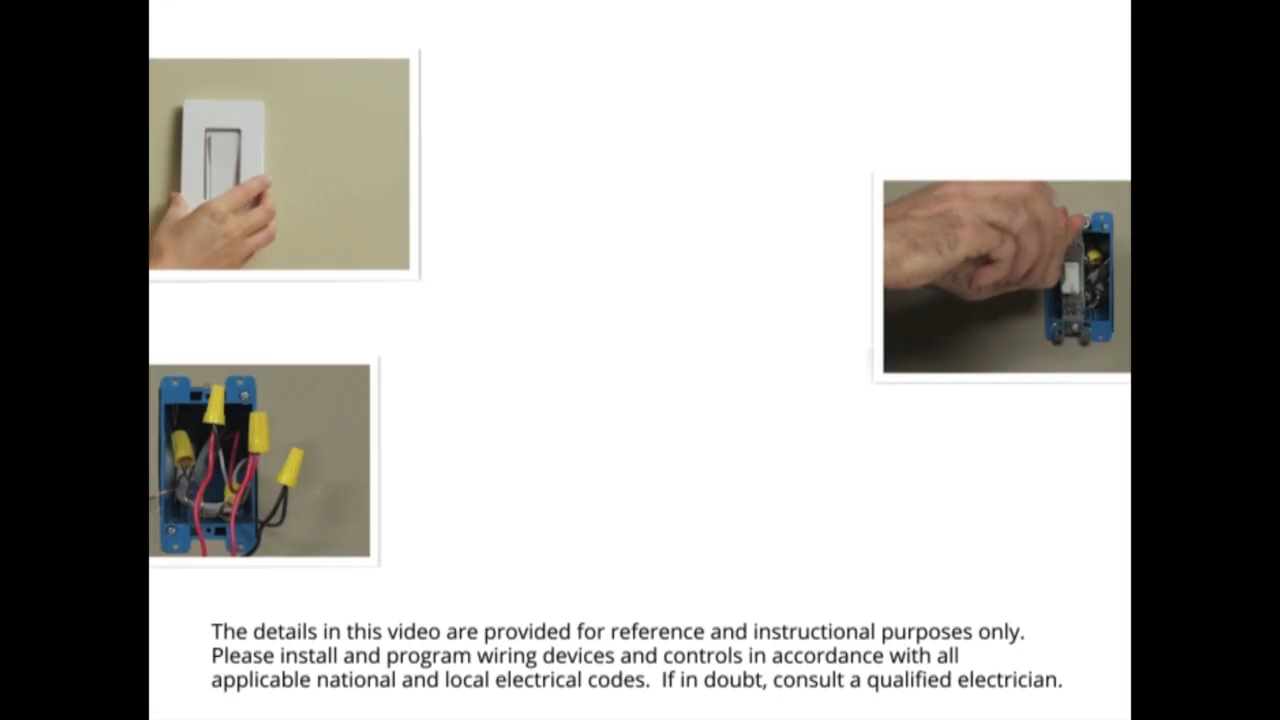 The details in this video are provided for reference and instructional purposes only.
Please install and program wiring devices and controls in accordance with all
applicable national and local electrical codes.  If in doubt, consult a qualified electrician.